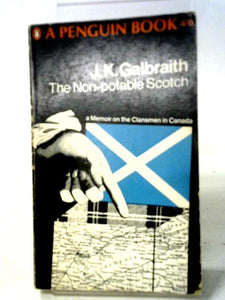 A PENGUIN BOOK 4'6
J.K. Galbraith
The Non-potable Scotch
a Memoir on the Clansmen in Canada